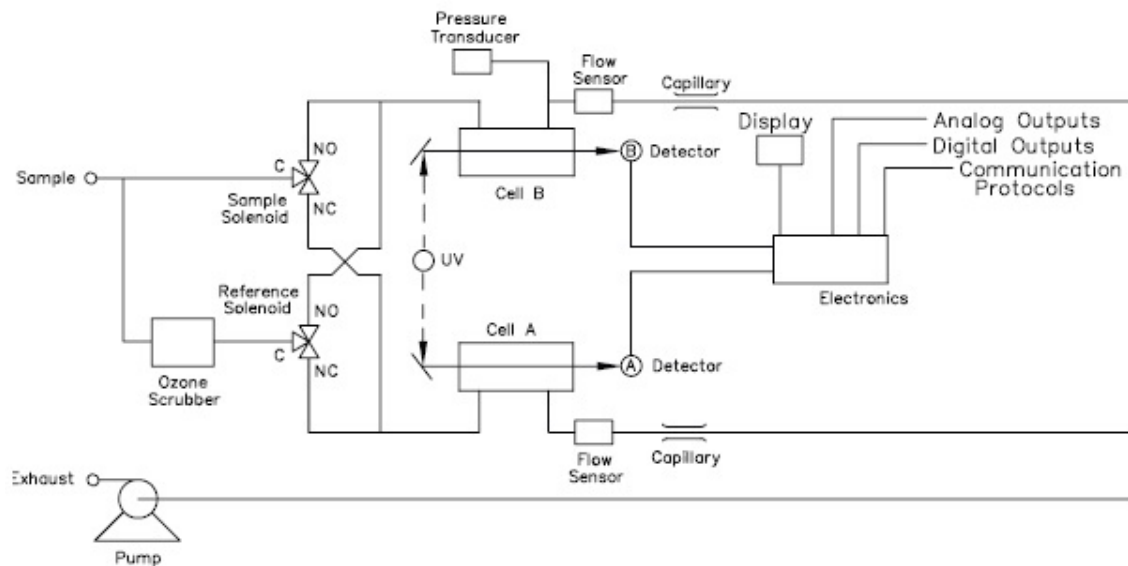 Pressure
Transducer
Flow
Sensor
Capillary
Display
Analog Outputs
Digital Outputs
Communication
Protocols
NO
C
Sample
NC
Sample
Solenoid
B
Detector
Cell B
UV
Electronics
Reference
Solenoid
NO
C
NC
Cell A
A
Detector
Ozone
Scrubber
Flow
Sensor
Capillary
Exhaust
Pump